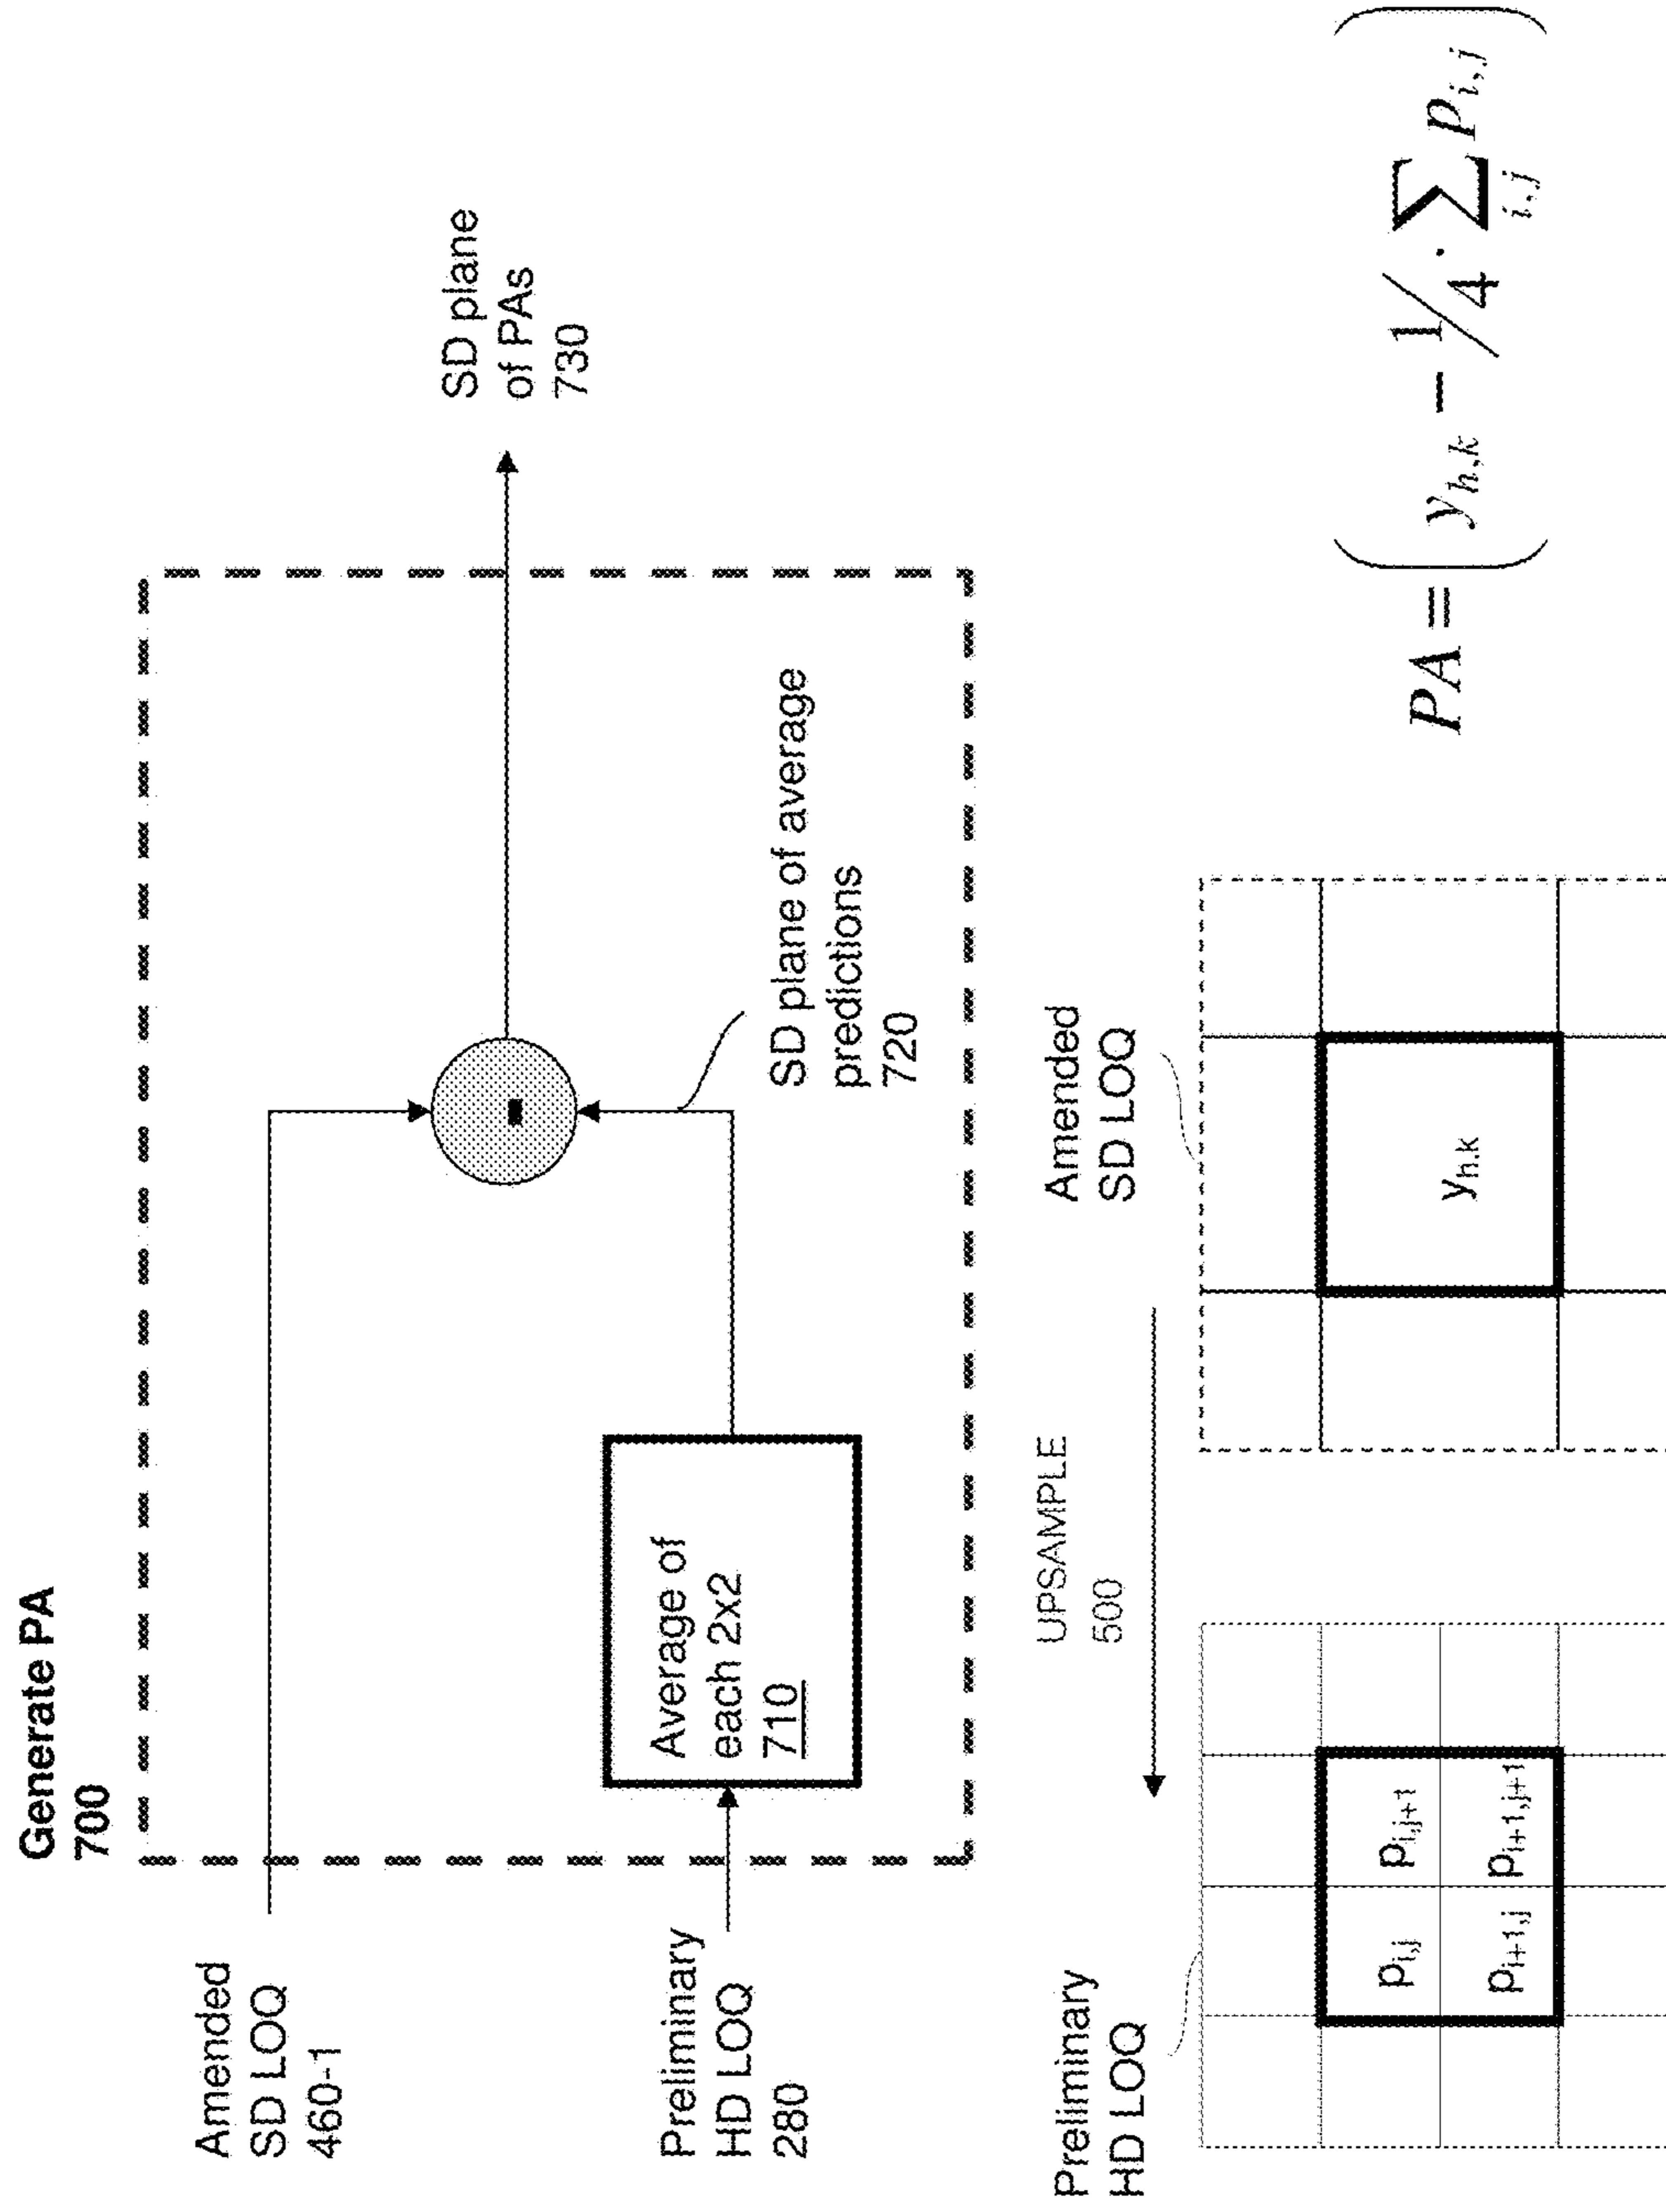 Generate PA
700
Amended
SD LOQ
460-1
Preliminary
HD LOQ
280
Average of
each 2x2
710
-
SD plane of average
predictions
720
SD plane
of PAs
730
Preliminary
HD LOQ
UPSAMPLE
500
Amended
SD LOQ
p_{i,j} p_{i,j+1}
p_{i+1,j} p_{i+1,j+1}
y_{h.k}
PA = ( y_{h,k} - 1/4 · ∑_{i,j} P_{i,j} )